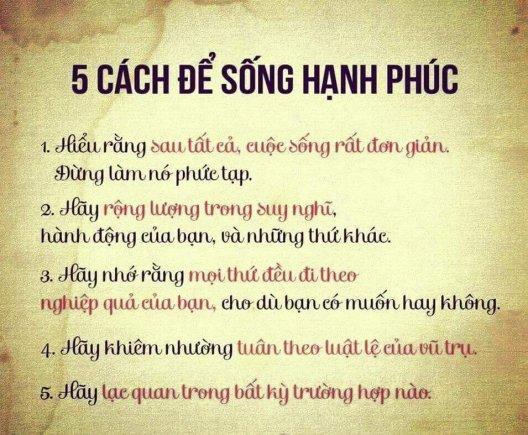 5 CÁCH ĐỂ SỐNG HẠNH PHÚC
1. Hiểu rằng sau tất cả, cuộc sống rất đơn giản.
Đừng làm nó phức tạp.
2. Hãy rộng lượng trong suy nghĩ,
hành động của bạn, và những thứ khác.
3. Hãy nhớ rằng mọi thứ đều đi theo
nghiệp quả của bạn, cho dù bạn có muốn hay không.
4. Hãy khiêm nhường tuân theo luật lệ của vũ trụ.
5. Hãy lạc quan trong bất kỳ trường hợp nào.